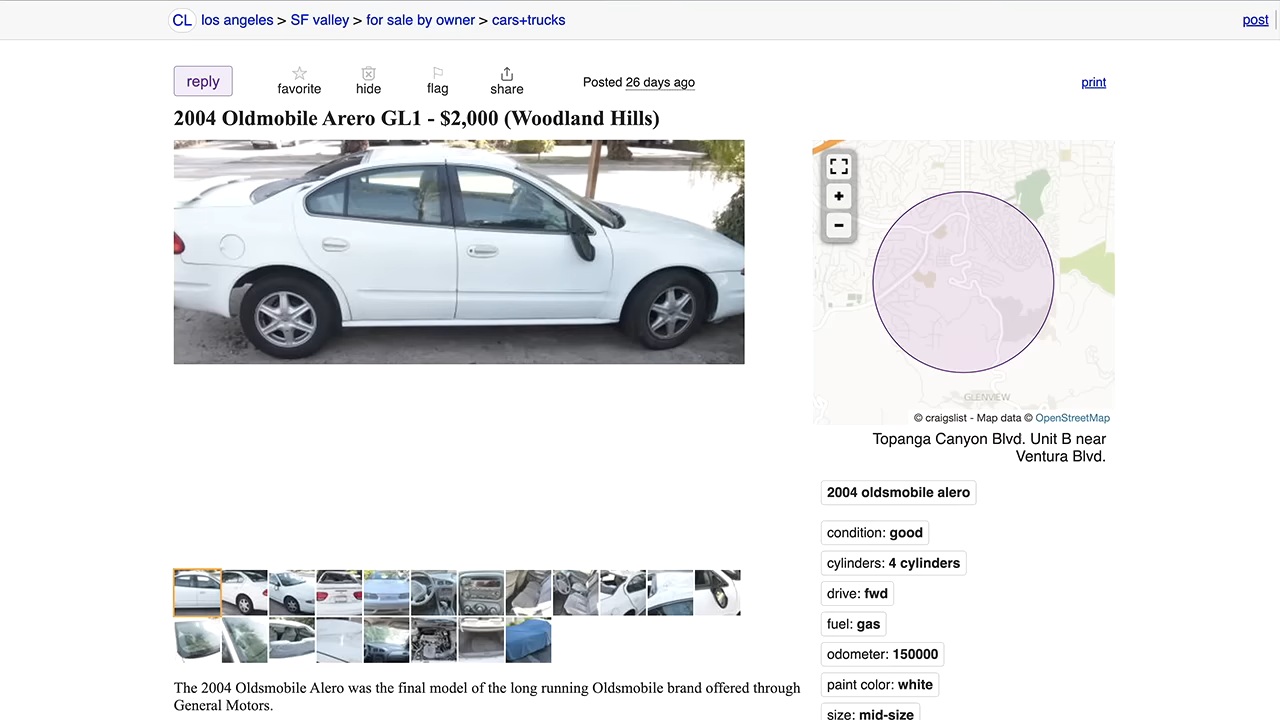 CL los angeles > SF valley > for sale by owner > cars+trucks
post
reply
favorite
hide
flag
share
Posted 26 days ago
print
2004 Oldmobile Arero GL1 - $2,000 (Woodland Hills)
+
-
GLENVIEW
© craigslist - Map data © OpenStreetMap
Topanga Canyon Blvd. Unit B near
Ventura Blvd.
2004 oldsmobile alero
condition: good
cylinders: 4 cylinders
drive: fwd
fuel: gas
odometer: 150000
paint color: white
size: mid-size
The 2004 Oldsmobile Alero was the final model of the long running Oldsmobile brand offered through
General Motors.